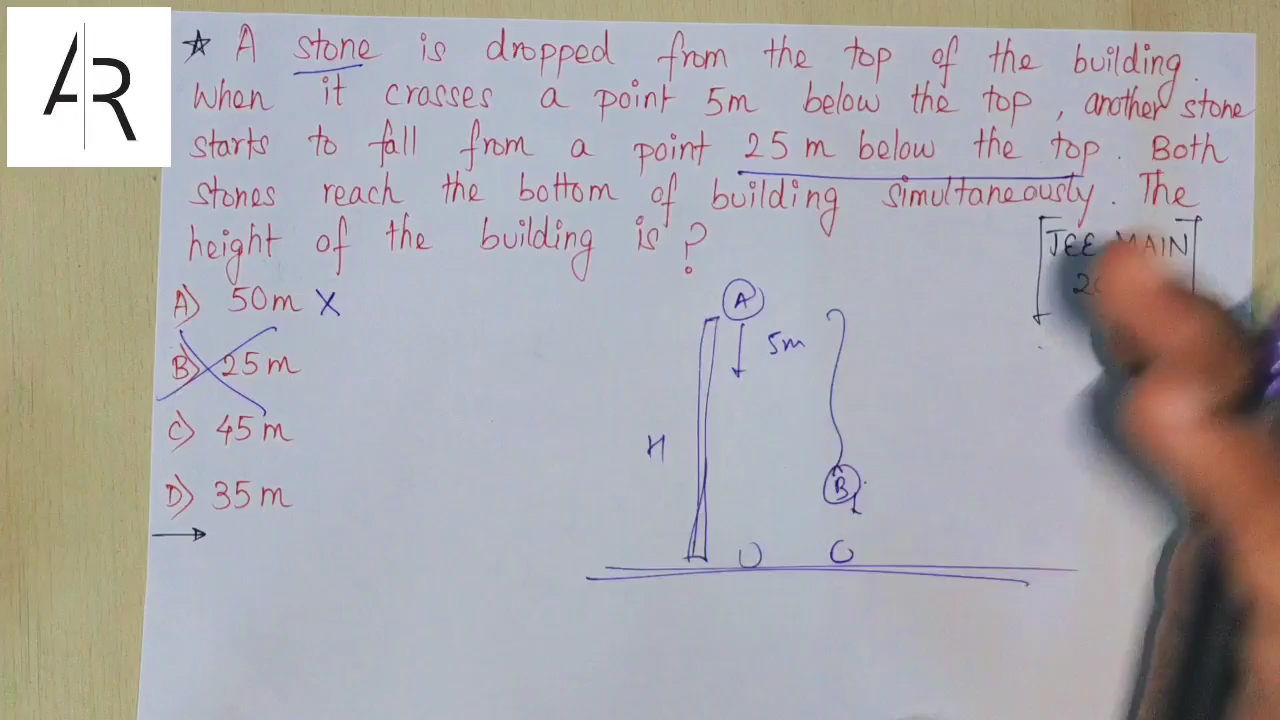 AR
☆ A stone is dropped from the top of the building.
When it crosses a point 5m below the top, another stone
starts to fall from a point 25 m below the top. Both
stones reach the bottom of building simultaneously. The
height of the building is?
JEE MAIN
A) 50m X
B) 25m
C) 45m
D) 35m
A
5m
H
B